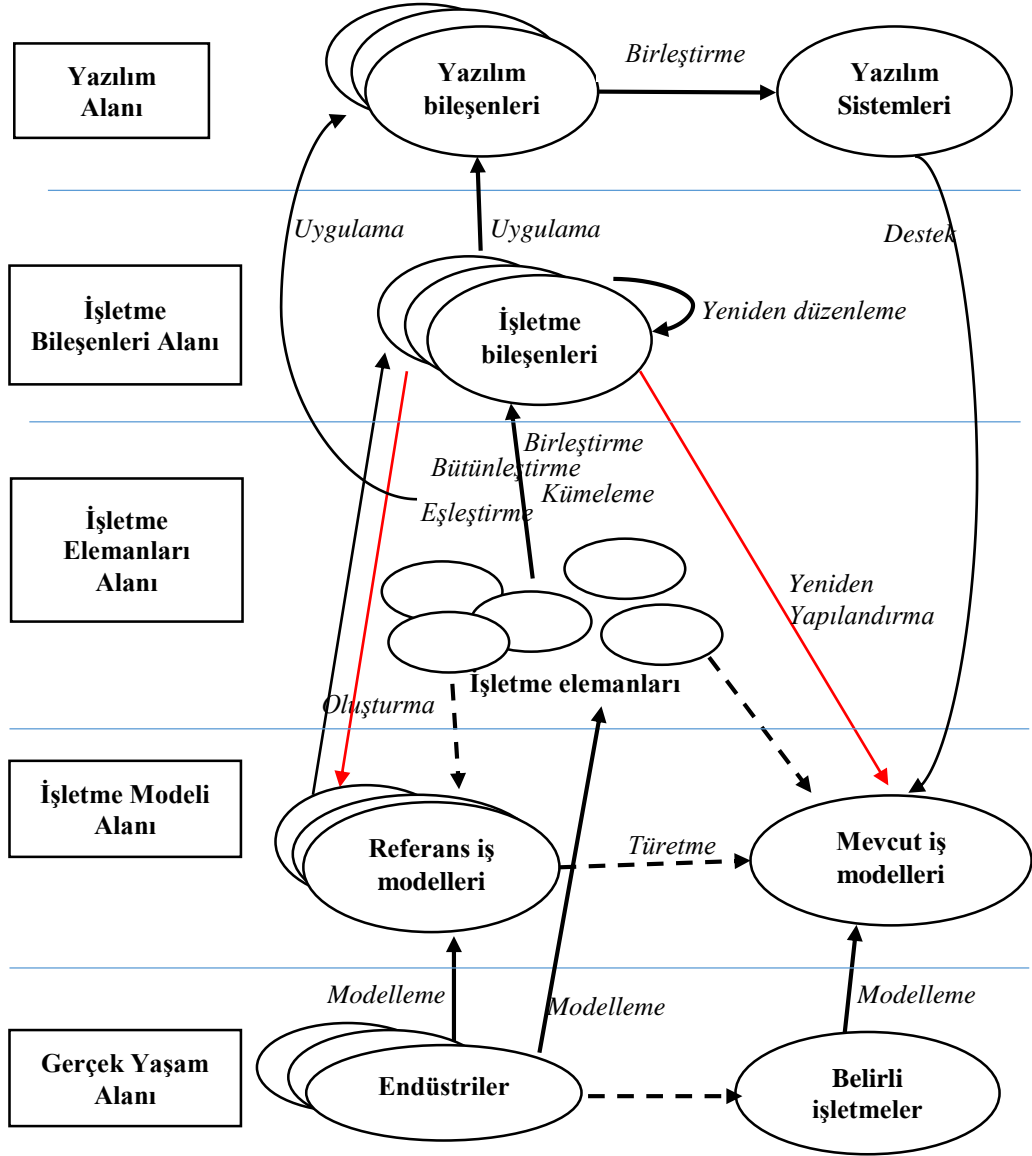 Yazılım
Alanı
Yazılım
bileşenleri
Birleştirme
Yazılım
Sistemleri
Uygulama
Uygulama
Destek
İşletme
Bileşenleri Alanı
İşletme
bileşenleri
Yeniden düzenleme
Birleştirme
Bütünleştirme
Kümeleme
Eşleştirme
İşletme
Elemanları
Alanı
Yeniden
Yapılandırma
İşletme elemanları
Oluşturma
İşletme Modeli
Alanı
Referans iş
modelleri
Türetme
Mevcut iş
modelleri
Modelleme
Modelleme
Modelleme
Gerçek Yaşam
Alanı
Endüstriler
Belirli
işletmeler